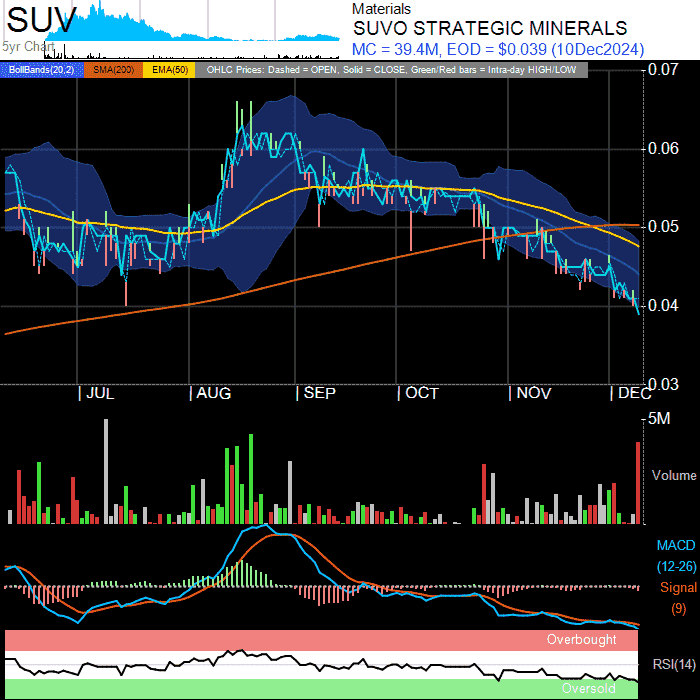 SUV
5yr Chart
Materials
SUVO STRATEGIC MINERALS
MC = 39.4M, EOD = $0.039 (10Dec2024)
BollBands(20,2) SMA(200) EMA(50) OHLC Prices: Dashed = OPEN, Solid = CLOSE, Green/Red bars = Intra-day HIGH/LOW
0.07
0.06
0.05
0.04
0.03
JUL AUG SEP OCT NOV DEC
5M
Volume
MACD
(12-26)
Signal
(9)
Overbought
RSI(14)
Oversold